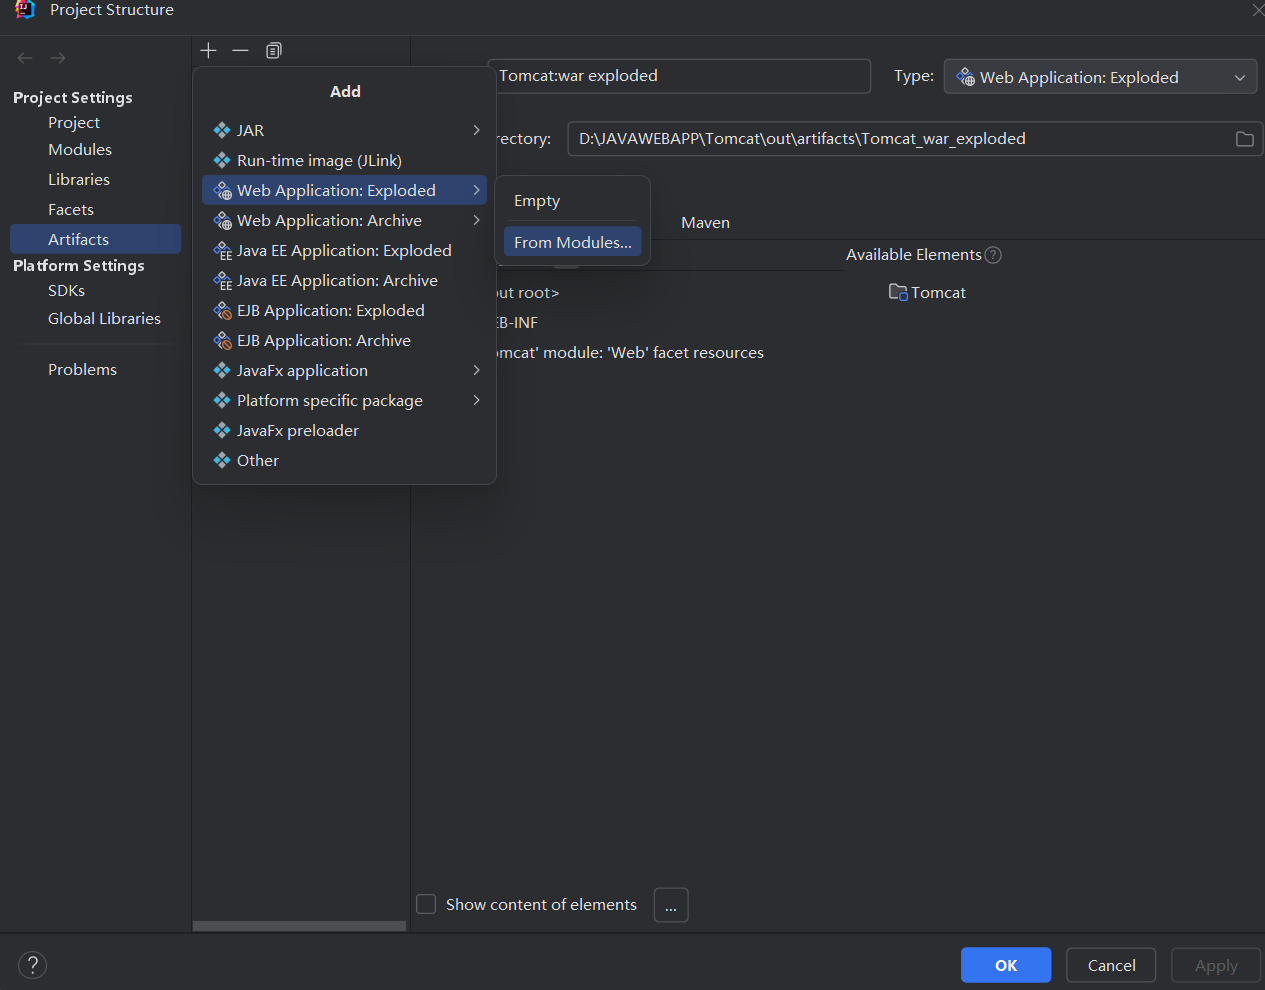 Project Structure
Project Settings
Project
Modules
Libraries
Facets
Artifacts
Platform Settings
SDKs
Global Libraries
Problems
Add
JAR
Run-time image (JLink)
Web Application: Exploded
Web Application: Archive
Java EE Application: Exploded
Java EE Application: Archive
EJB Application: Exploded
EJB Application: Archive
JavaFx application
Platform specific package
JavaFx preloader
Other
Empty
From Modules...
Tomcat:war exploded
Type: Web Application: Exploded
rectory: D:\JAVAWEBAPP\Tomcat\out\artifacts\Tomcat_war_exploded
Maven
Available Elements ?
ut root>
Tomcat
B-INF
mcat' module: 'Web' facet resources
Show content of elements ...
? OK Cancel Apply